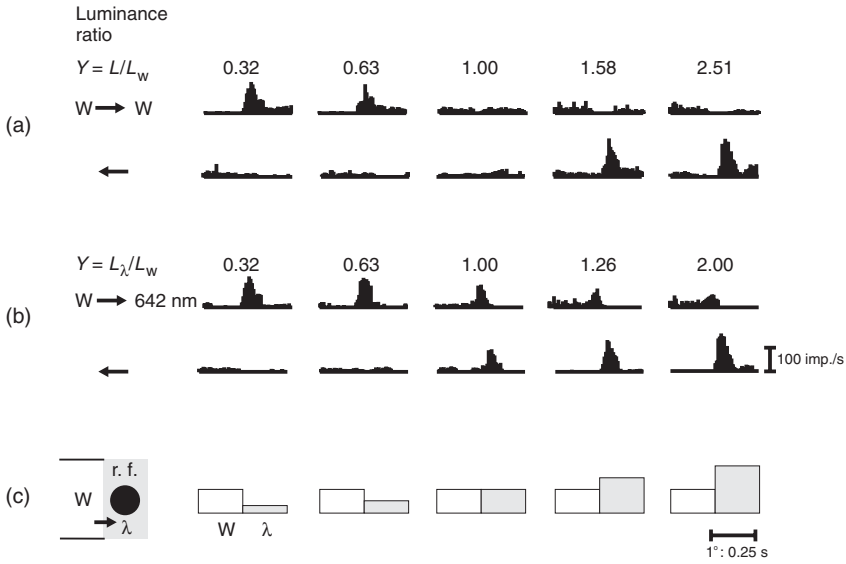 Luminance
ratio
Y = L/Lw 0.32 0.63 1.00 1.58 2.51
(a) W → W
←
Y = Lλ/Lw 0.32 0.63 1.00 1.26 2.00
(b) W → 642 nm
← 100 imp./s
(c) W r. f. λ
W λ
1°: 0.25 s